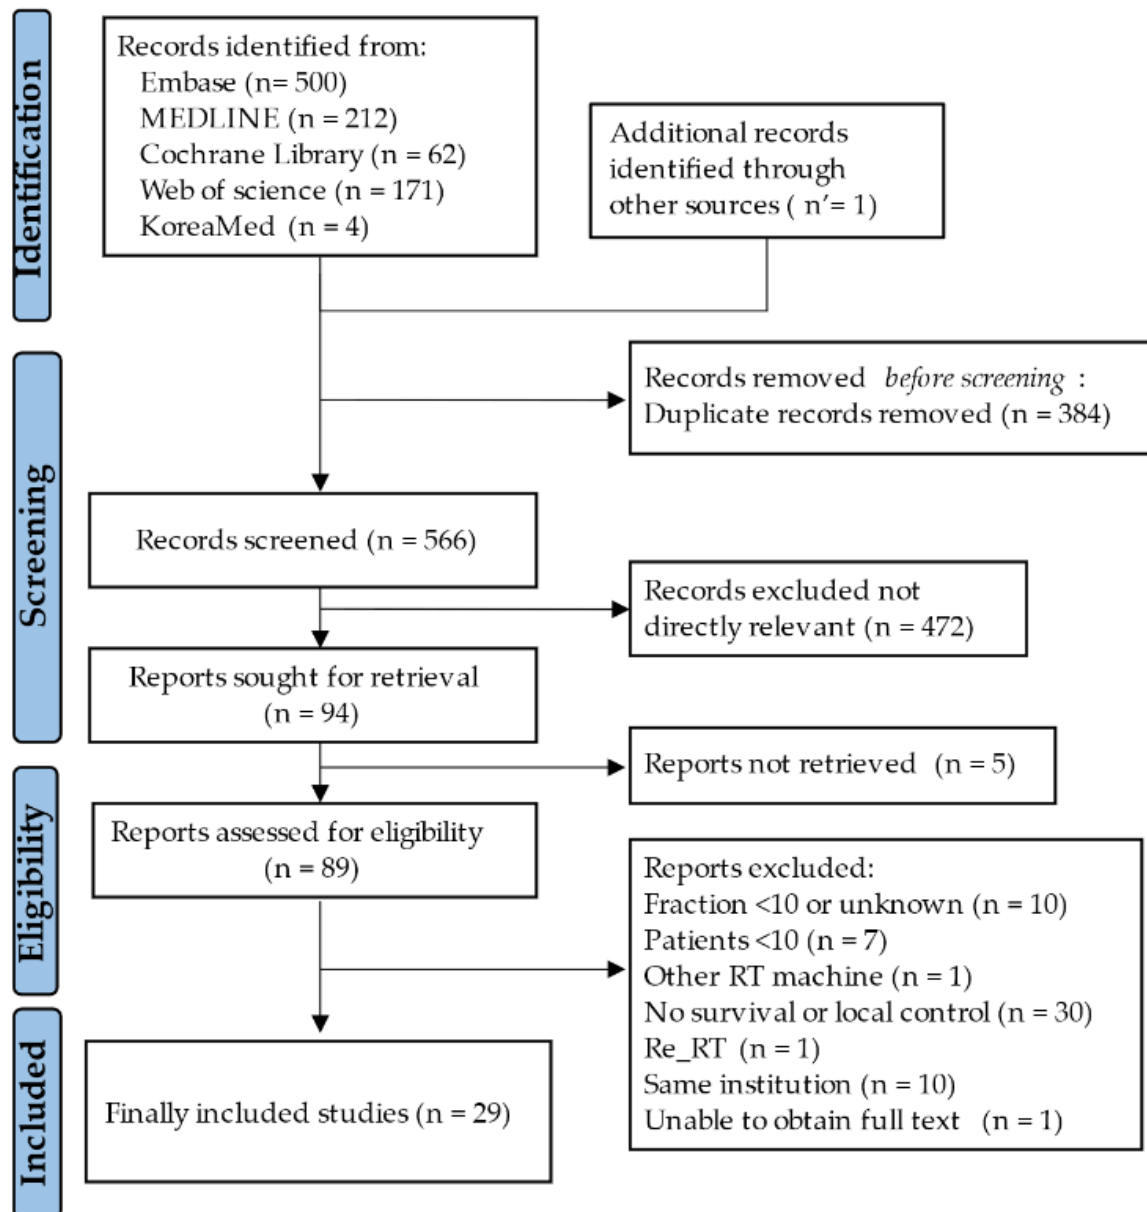 Identification
Records identified from:
Embase (n= 500)
MEDLINE (n = 212)
Cochrane Library (n = 62)
Web of science (n = 171)
KoreaMed (n = 4)
Additional records
identified through
other sources ( n′= 1)
Screening
Records removed before screening :
Duplicate records removed (n = 384)
Records screened (n = 566)
Records excluded not
directly relevant (n = 472)
Reports sought for retrieval
(n = 94)
Reports not retrieved (n = 5)
Eligibility
Reports assessed for eligibility
(n = 89)
Reports excluded:
Fraction <10 or unknown (n = 10)
Patients <10 (n = 7)
Other RT machine (n = 1)
No survival or local control (n = 30)
Re_RT (n = 1)
Same institution (n = 10)
Unable to obtain full text (n = 1)
Included
Finally included studies (n = 29)